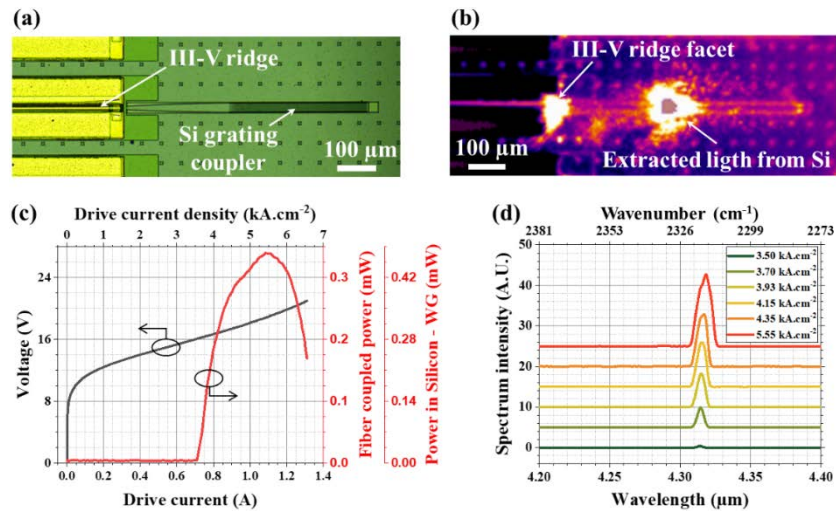 (a)
III-V ridge
Si grating
coupler
100 µm
(b)
III-V ridge facet
100 µm
Extracted ligth from Si
(c)
Drive current density (kA.cm-2)
0 1 2 3 4 5 6 7
Voltage (V)
24
16
8
0
0.0 0.2 0.4 0.6 0.8 1.0 1.2 1.4
Drive current (A)
0.3
0.2
0.1
0.0
Fiber coupled power (mW)
0.42
0.28
0.14
0.00
Power in Silicon - WG (mW)
(d)
Wavenumber (cm-1)
2381 2353 2326 2299 2273
Spectrum intensity (A.U.)
50
40
30
20
10
0
3.50 kA.cm-2
3.70 kA.cm-2
3.93 kA.cm-2
4.15 kA.cm-2
4.35 kA.cm-2
5.55 kA.cm-2
4.20 4.25 4.30 4.35 4.40
Wavelength (µm)